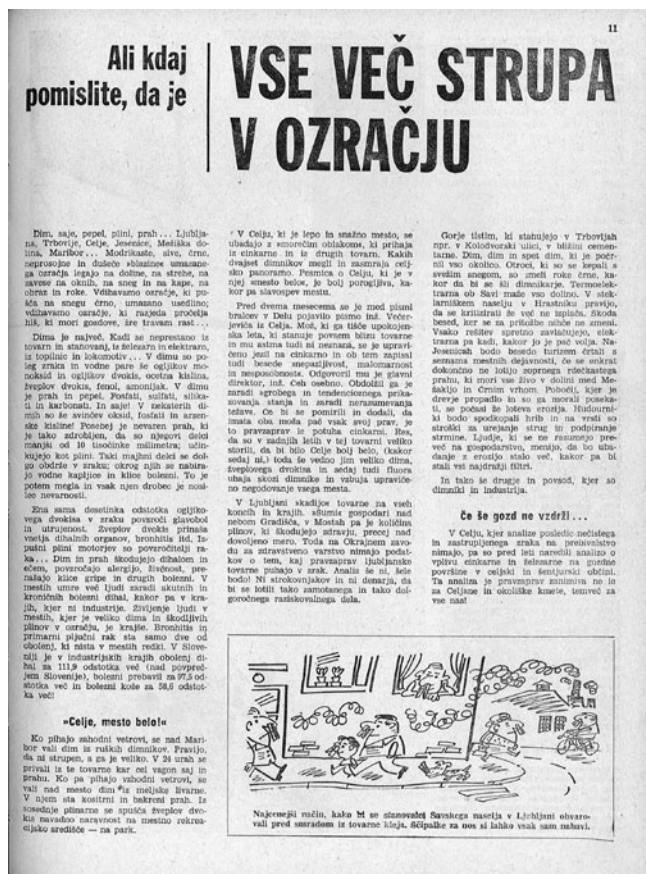 11
Ali kdaj
pomislite, da je
VSE VEČ STRUPA
V OZRAČJU
Dim, saje, pepel, plini, prah ... Ljublja-
na, Trbovlje, Celje, Jesenice, Mežiška do-
lina, Maribor ... Modrikaste, sive, črne,
neprosojne in dušeče »blazine« umazane-
ga ozračja legajo na doline, na strehe, na
zavese na oknih, na sneg in na kape, na
obraz in roke. Vdihavamo ozračje, ki pu-
šča na snegu črno, umazano usedlino;
vdihavamo ozračje, ki razjeda pročelja
hiš, ki mori gozdove, žre travam rast ...
Dima je največ. Kadi se neprestano iz
tovarn in stanovanj, iz železarn in elektrarn,
iz toplinic in lokomotiv ... V dimu so po-
leg zraka in vodne pare še ogljikov mo-
noksid in ogljikov dvokis, ocetna kislina,
žveplov dvokis, fenol, amonijak. V dimu
je prah in pepel. Fosfati, sulfati, silika-
ti in karbonati. In saje! V nekaterih di-
mih so še svinčev oksid, fosfati in arzen-
ske kisline! Posebej je nevaren prah, ki
je tako zdrobljen, da so njegovi delci
manjši od 10 tisočinke milimetra; učin-
kujejo kot plini. Taki majhni delci se dol-
go obdrže v zraku; okrog njih se nabira-
jo vodne kapljice in klice bolezni. To je
potem megla in vsak njen drobec je nosi-
lec nevarnosti.
Ena sama desetinka odstotka ogljiko-
vega dvokisa v zraku povzroči glavobol
in utrujenost. Žveplov dvokis prinaša
vnetja dihalnih organov, bronhitis itd. Iz-
pušni plini motorjev so povzročitelji ra-
ka ... Dim in prah škodujejo dihalom in
očem, povzročajo alergijo, živčnost, pre-
našajo klice gripe in drugih bolezni. V
mestih umre več ljudi zaradi akutnih in
kroničnih bolezni dihal, kakor pa v kra-
jih, kjer ni industrije. Življenje ljudi v
mestih, kjer je veliko dima in škodljivih
plinov v ozračju, je krajše. Bronhitis in
primarni pljučni rak sta samo dve od
obolenj, ki nista v mestih redki. V Slove-
niji je v industrijskih krajih obolenj di-
hal za 111,9 odstotka več (nad povpreč-
jem Slovenije), bolezni prebavil za 97,5 od-
stotka več in bolezni kože za 58,6 odstot-
ka več!
»Celje, mesto belo!«
Ko pihajo zahodni vetrovi, se nad Mari-
bor vali dim iz ruških dimnikov. Pravijo,
da ni strupen, a ga je veliko. V 24 urah se
privali iz te tovarne kar cel vagon saj in
prahu. Ko pa pihajo zahodni vetrovi, se
vali nad mesto dim iz meljske livarne.
V njem sta kositrni in bakreni prah. Iz
sosednje plinarne se spušča žveplov dvo-
kis navadno naravnost na mestno rekrea-
cijsko središče — na park.
V Celju, ki je lepo in snažno mesto, se
ubadajo z smorečim oblakom, ki prihaja
iz cinkarne in iz drugih tovarn. Kakih
dvajset dimnikov megli in zasmraja celj-
sko panoramo. Pesmica o Celju, ki je v
njej »mesto belo«, je bolj porogljiva, ka-
kor pa slavospev mestu.
Pred dvema mesecema se je med pismi
bralcev v Delu pojavilo pismo inž. Večer-
jeviča iz Celja. Mož, ki ga tišče upokojen-
ska leta, ki stanuje povsem blizu tovarne
in mu astma tudi ni neznana, se je upravi-
čeno jezil na cinkarno in ob tem zapisal
tudi besede »nepazljivost, malomarnost
in nesposobnost«. Odgovoril mu je glavni
direktor, inž. Čeh osebno. Obdolžil ga je
zaradi »grobega in tendencioznega prika-
zovanja stanja in zaradi nerazumevanja
težav«. Če bi se pomirili in dodali, da
imata oba moža pač vsak svoj prav, je
to pravzaprav le potuha cinkarni. Res,
da so v zadnjih letih v tej tovarni veliko
storili, da bi bilo Celje bolj belo, (kakor
sedaj ni,) toda še vedno jim veliko dima,
žveplovega dvokisa in sedaj tudi fluora
uhaja skozi dimnike in vzbuja upraviče-
no negodovanje vsega mesta.
V Ljubljani »kadijo« tovarne na vseh
koncih in krajih. »Bumi« gospodari nad
nebom Gradišča, v Mostah pa je količina
plinov, ki škodujejo zdravju, precej nad
dovoljeno mero. Toda na Okrajnem zavo-
du za zdravstveno varstvo nimajo podat-
kov o tem, kaj pravzaprav ljubljanske
tovarne puhajo v zrak. Analiz še ni, šele
bodo! Ni strokovnjakov in ni denarja, da
bi se lotili tako zamotanega in tako dol-
goročnega raziskovalnega dela.
Gorje tistim, ki stanujejo v Trbovljah
npr. v Kolodvorski ulici, v bližini cemen-
tarne. Dim, dim in spet dim, ki je počr-
nil vso okolico. Otroci, ki so se kepali s
svežim snegom, so imeli roke črne, ka-
kor da bi se šli dimnikarje. Termoelek-
trarna ob Savi maže vso dolino. V stek-
larniškem naselju v Hrastniku pravijo,
da se kritizirati že več ne izplača. Škoda
besed, ker se za pritožbe nihče ne zmeni.
Vsako rešitev spretno zavlačujejo, elek-
trarna pa kadi, kakor jo je pač volja. Na
Jesenicah bodo besedo turizem črtali s
seznama mestnih dejavnosti, če se enkrat
dokončno ne lotijo zoprnega rdečkastega
prahu, ki mori vse živo v dolini med Me-
žakljo in Črnim vrhom. Pobočij, kjer je
drevje propadlo in so ga morali poseka-
ti, se počasi že loteva erozija. Hudourni-
ki bodo spodkopali hrib in na vrsti so
stroški za urejanje strug in podpiranje
strmine. Ljudje, ki se ne razumejo pre-
več na gospodarstvo, menijo, da bo uba-
danje z erozijo stalo več, kakor pa bi
stali vsi najdražji filtri.
In tako še drugje in povsod, kjer so
dimniki in industrija.
Če še gozd ne vzdrži ...
V Celju, kjer analize posledic nečistega
in zastrupljenega zraka na prebivalstvo
nimajo, pa so pred leti naredili analizo o
vplivu cinkarne in železarne na gozdne
površine v celjski in šentjurski občini.
Ta analiza je pravzaprav zanimiva ne le
za Celjane in okoliške kmete, temveč za
vse nas!
Najcenejši način, kako bi se stanovalci Savskega naselja v Ljubljani obvaro-
vali pred smradom iz tovarne kleja. Ščipalke za nos si lahko vsak sam nabavi.